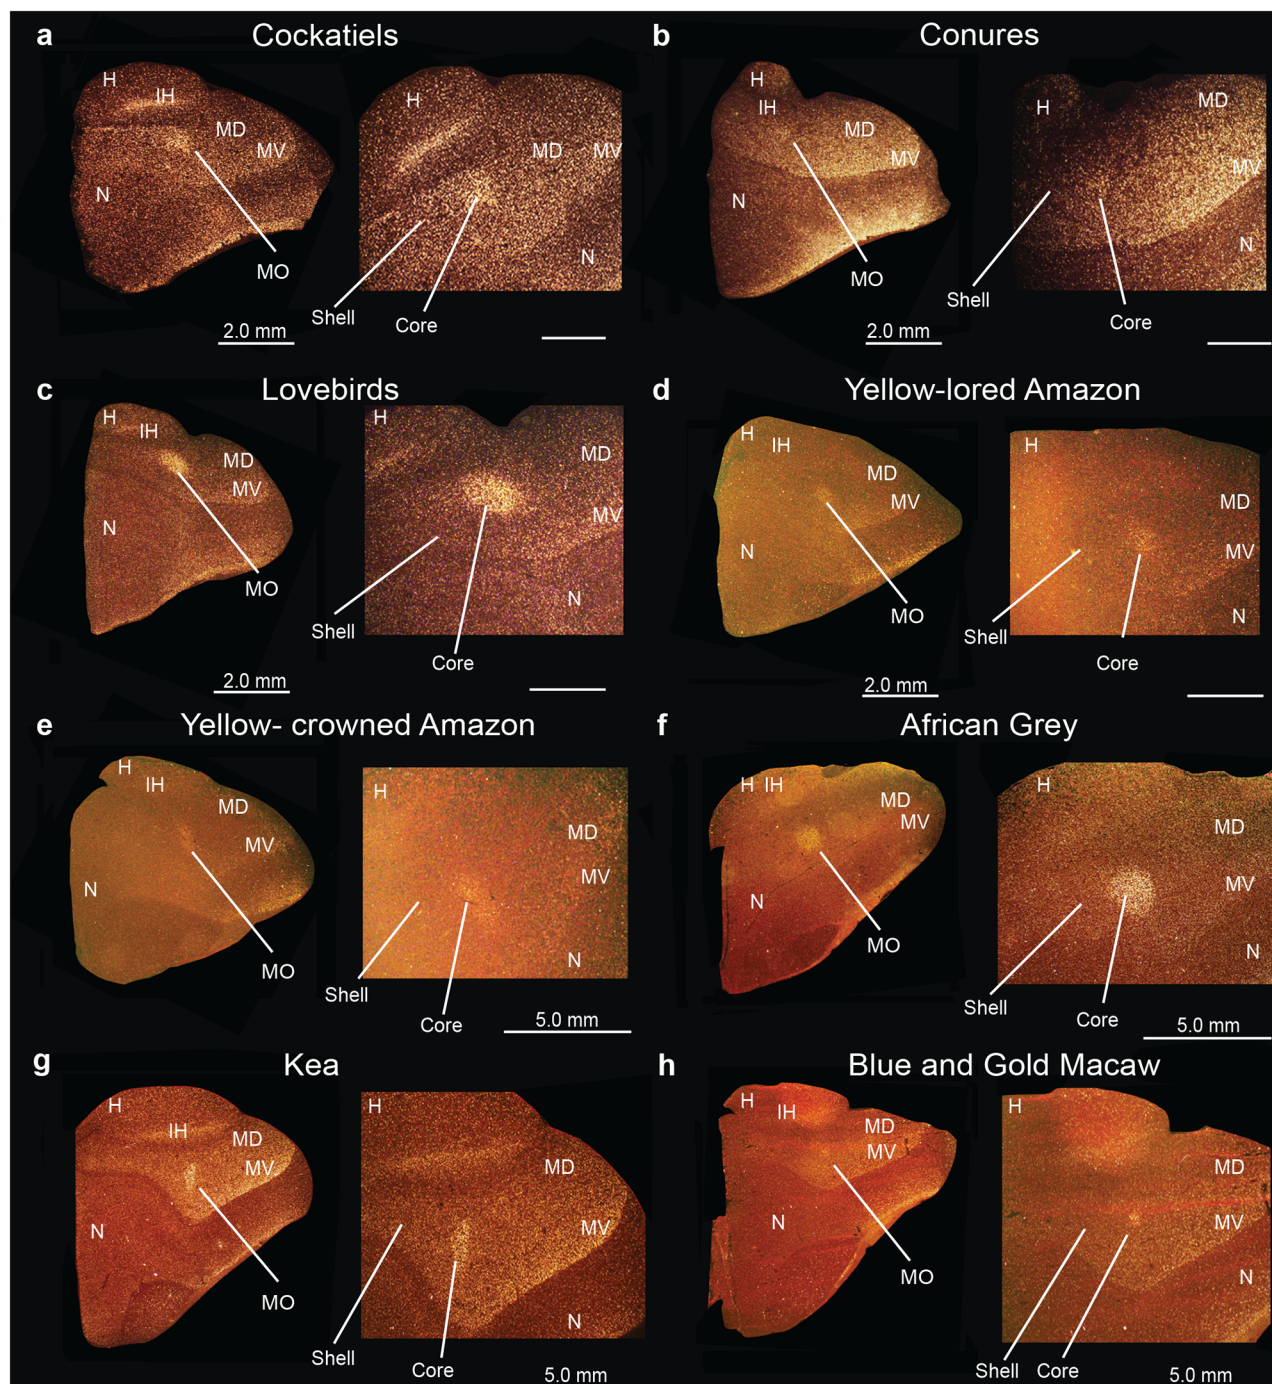 a Cockatiels
H
IH
MD
MV
N
MO
2.0 mm
H
MD
MV
N
Shell
Core
b Conures
H
IH
MD
MV
N
MO
2.0 mm
H
MD
MV
N
Shell
Core
c Lovebirds
H
IH
MD
MV
N
MO
2.0 mm
H
MD
MV
N
Shell
Core
d Yellow-lored Amazon
H
IH
MD
MV
N
MO
2.0 mm
H
MD
MV
N
Shell
Core
e Yellow- crowned Amazon
H
IH
MD
MV
N
MO
H
MD
MV
N
Shell
Core
5.0 mm
f African Grey
H
IH
MD
MV
N
MO
H
MD
MV
N
Shell
Core
5.0 mm
g Kea
H
IH
MD
MV
N
MO
H
MD
MV
N
Shell
Core
5.0 mm
h Blue and Gold Macaw
H
IH
MD
MV
N
MO
H
MD
MV
N
Shell
Core
5.0 mm